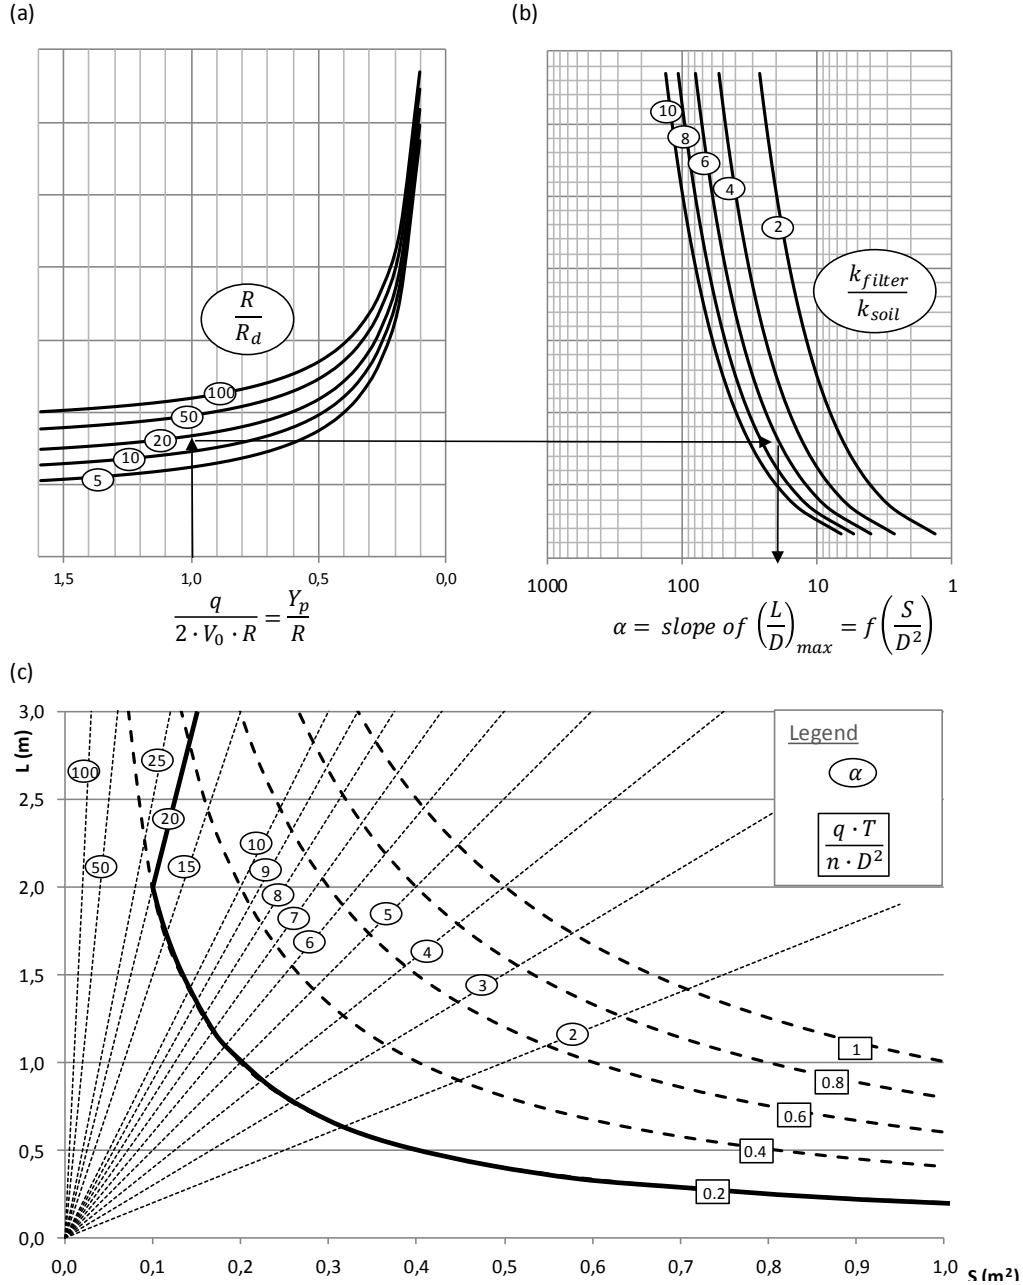 (a)
(b)
R
R_d
100
50
20
10
5
1,5 1,0 0,5 0,0
q / 2 · V_0 · R = Y_p / R
10
8
6
4
2
k_filter
k_soil
1000 100 10 1
α = slope of (L/D)_max = f(S/D²)
(c)
L (m)
3,0
2,5
2,0
1,5
1,0
0,5
0,0
100
50
25
20
15
10
9
8
7
6
5
4
3
2
1
0.8
0.6
0.4
0.2
Legend
α
q · T
n · D²
0,0 0,1 0,2 0,3 0,4 0,5 0,6 0,7 0,8 0,9 1,0
S (m²)